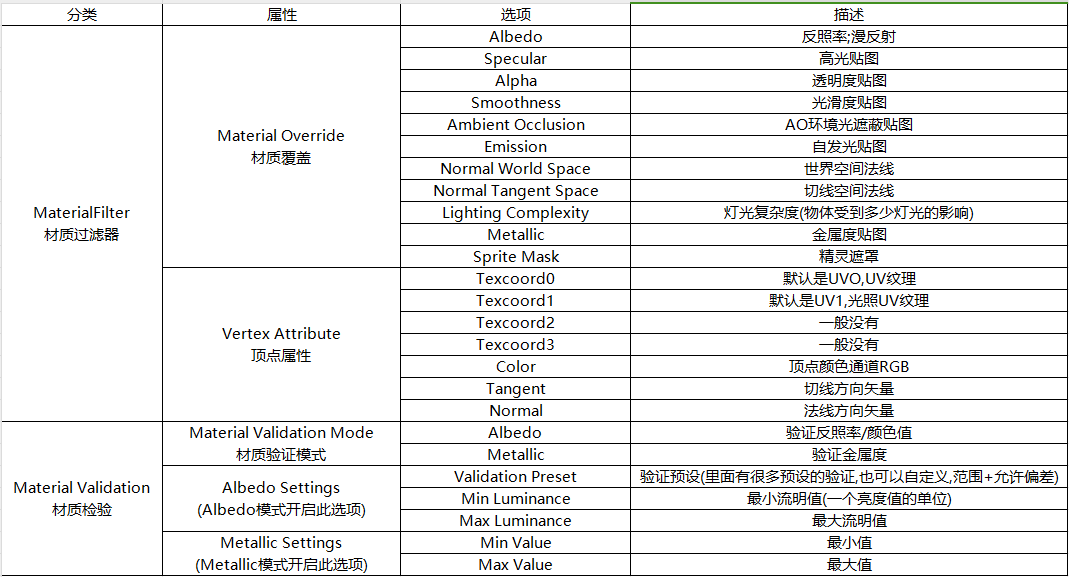 分类 属性 选项 描述
MaterialFilter
材质过滤器
Material Override
材质覆盖
Albedo 反照率;漫反射
Specular 高光贴图
Alpha 透明度贴图
Smoothness 光滑度贴图
Ambient Occlusion AO环境光遮蔽贴图
Emission 自发光贴图
Normal World Space 世界空间法线
Normal Tangent Space 切线空间法线
Lighting Complexity 灯光复杂度(物体受到多少灯光的影响)
Metallic 金属度贴图
Sprite Mask 精灵遮罩
Vertex Attribute
顶点属性
Texcoord0 默认是UVO,UV纹理
Texcoord1 默认是UV1,光照UV纹理
Texcoord2 一般没有
Texcoord3 一般没有
Color 顶点颜色通道RGB
Tangent 切线方向矢量
Normal 法线方向矢量
Material Validation
材质检验
Material Validation Mode
材质验证模式
Albedo 验证反照率/颜色值
Metallic 验证金属度
Albedo Settings
(Albedo模式开启此选项)
Validation Preset 验证预设(里面有很多预设的验证,也可以自定义,范围+允许偏差)
Min Luminance 最小流明值(一个亮度值的单位)
Max Luminance 最大流明值
Metallic Settings
(Metallic模式开启此选项)
Min Value 最小值
Max Value 最大值